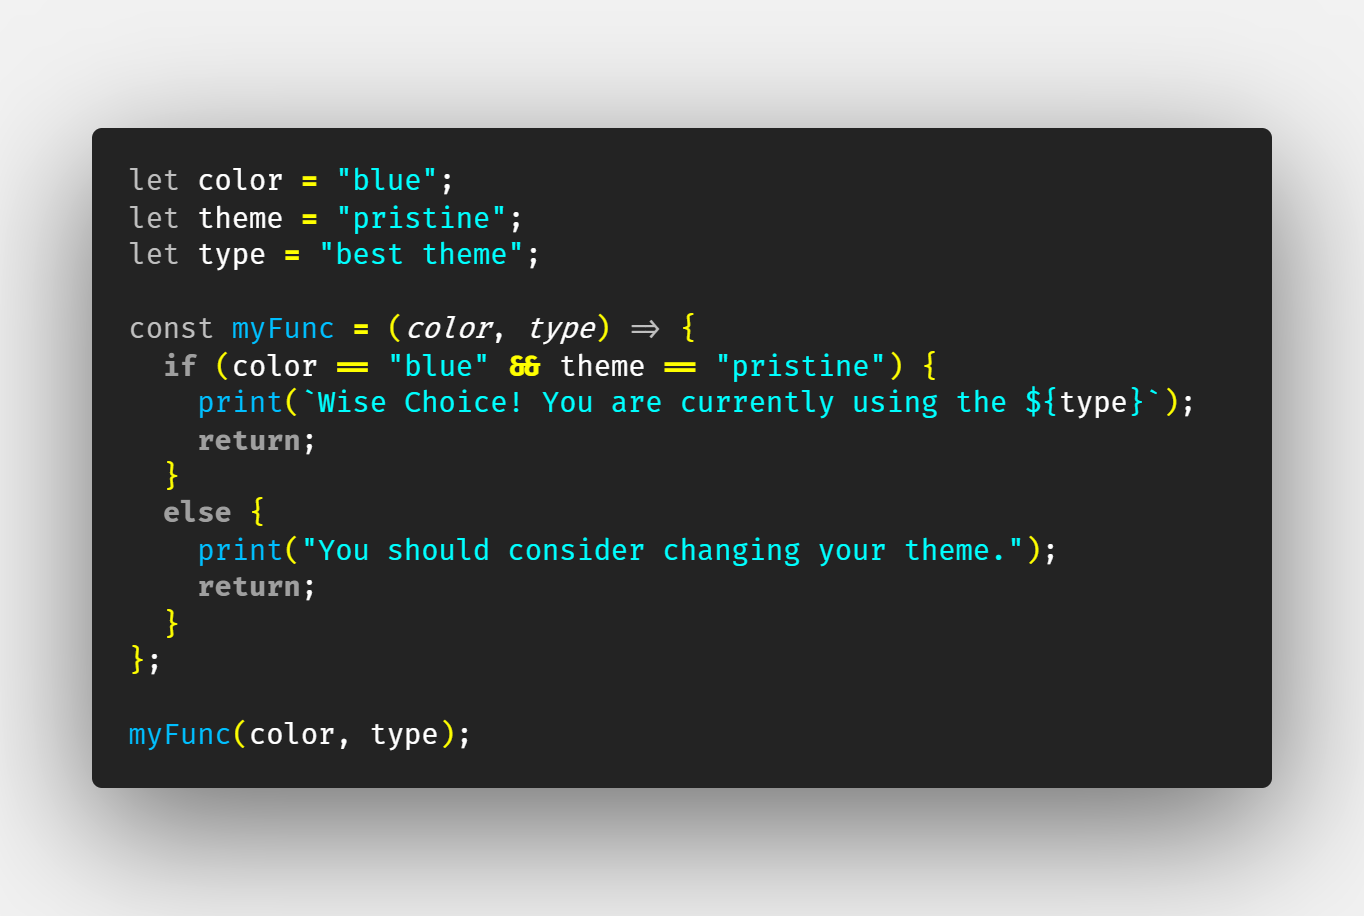 let color = "blue";
let theme = "pristine";
let type = "best theme";

const myFunc = (color, type) => {
  if (color == "blue" && theme == "pristine") {
    print(`Wise Choice! You are currently using the ${type}`);
    return;
  }
  else {
    print("You should consider changing your theme.");
    return;
  }
};

myFunc(color, type);